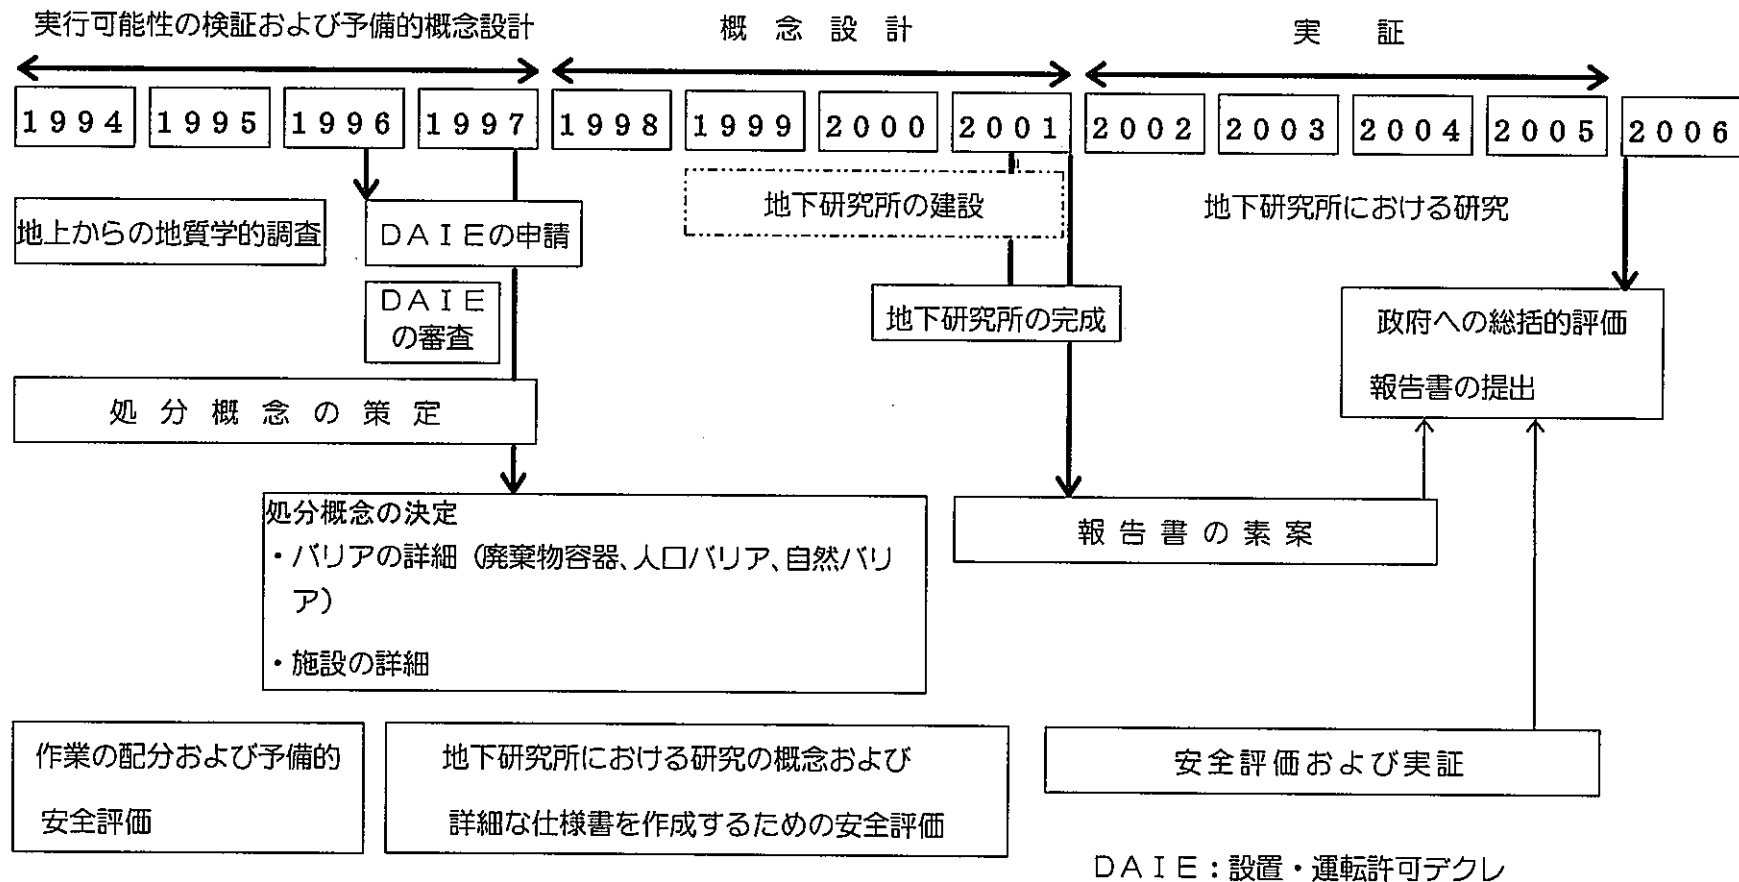 実行可能性の検証および予備的概念設計
概念設計
実証
1994 1995 1996 1997 1998 1999 2000 2001 2002 2003 2004 2005 2006
地上からの地質学的調査
DAIEの申請
地下研究所の建設
地下研究所における研究
DAIE
の審査
地下研究所の完成
政府への総括的評価
報告書の提出
処分概念の策定
処分概念の決定
・バリアの詳細（廃棄物容器、人口バリア、自然バリ
ア）
・施設の詳細
報告書の素案
作業の配分および予備的
安全評価
地下研究所における研究の概念および
詳細な仕様書を作成するための安全評価
安全評価および実証
DAIE：設置・運転許可デクレ